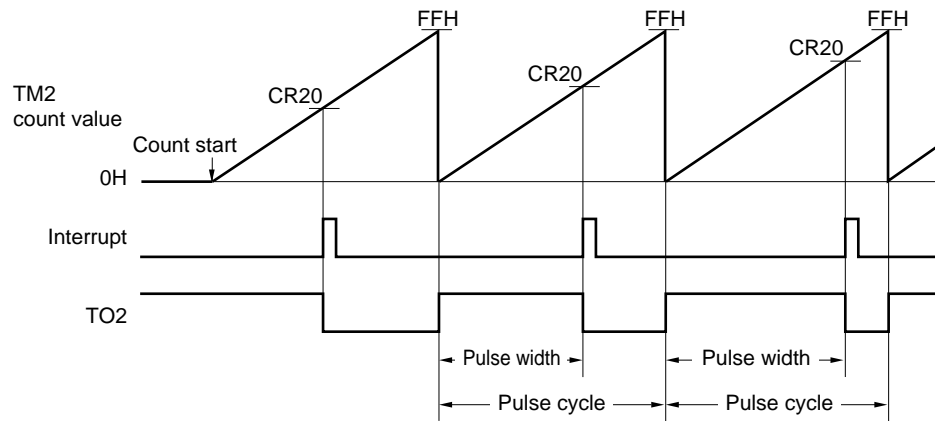 FFH
FFH
FFH
CR20
CR20
CR20
TM2
count value
Count start
0H
Interrupt
TO2
Pulse width
Pulse width
Pulse cycle
Pulse cycle